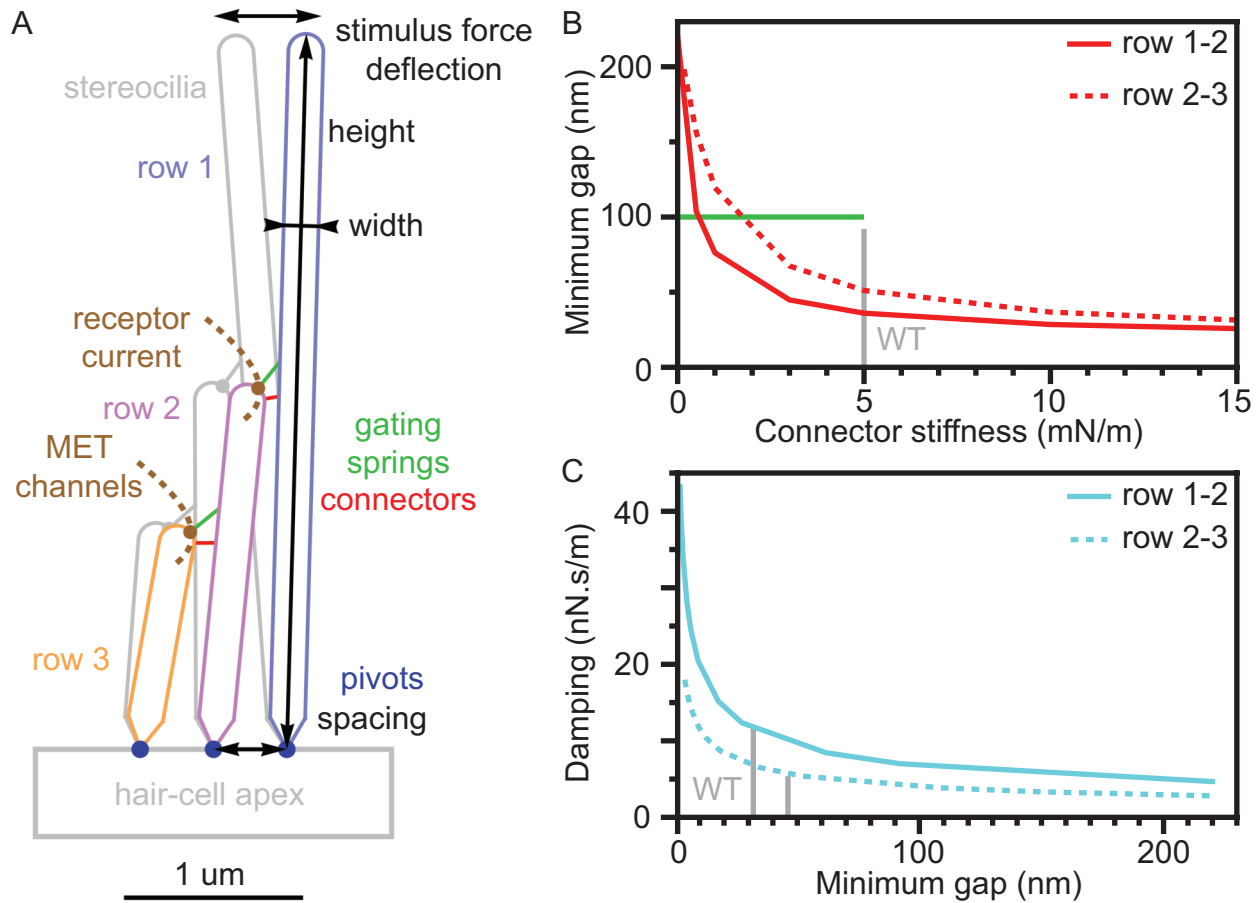 A
stimulus force
deflection
stereocilia
height
row 1
width
receptor
current
row 2
gating
springs
connectors
MET
channels
row 3
pivots
spacing
hair-cell apex
1 um
B
row 1-2
row 2-3
Minimum gap (nm)
200
100
0
WT
0
5
10
15
Connector stiffness (mN/m)
C
row 1-2
row 2-3
Damping (nN.s/m)
40
20
0
WT
0
100
200
Minimum gap (nm)